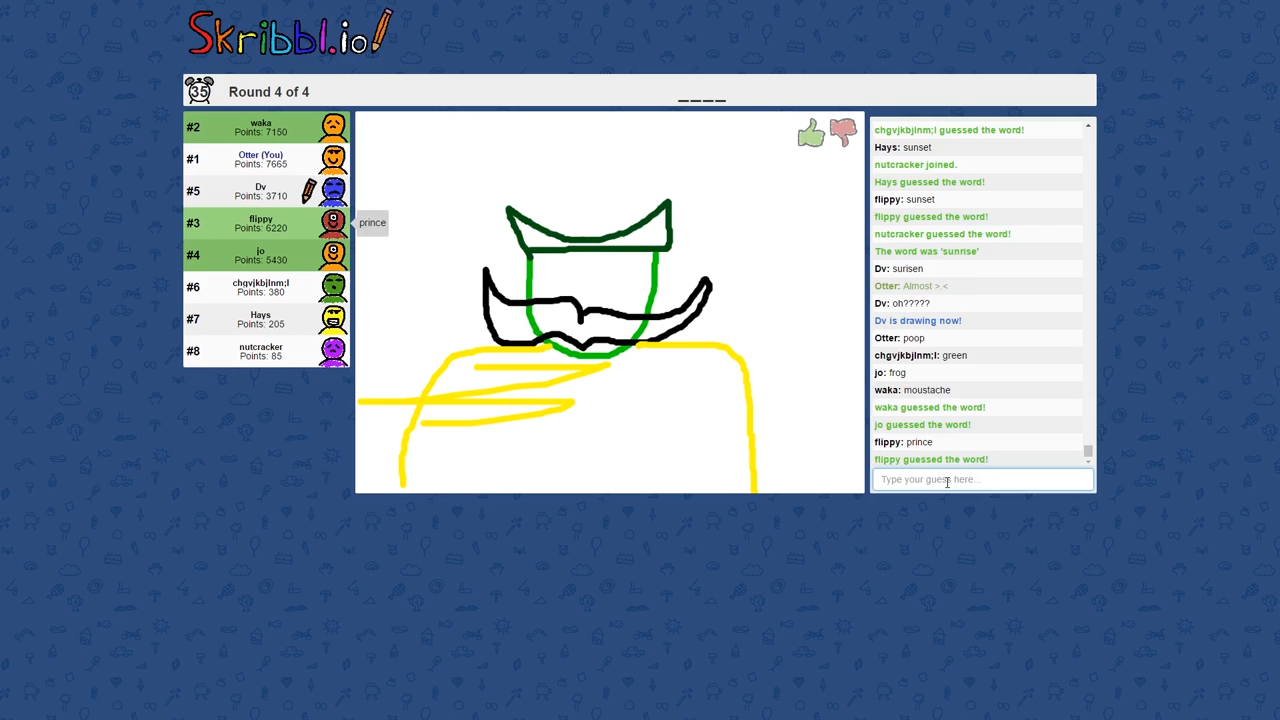 Skribbl.io!
35
Round 4 of 4
_ _ _ _
#2
waka
Points: 7150
#1
Otter (You)
Points: 7665
#5
Dv
Points: 3710
#3
flippy
Points: 6220
prince
#4
jo
Points: 5430
#6
chgvjkbjlnm;l
Points: 380
#7
Hays
Points: 205
#8
nutcracker
Points: 85
chgvjkbjlnm;l guessed the word!
Hays: sunset
nutcracker joined.
Hays guessed the word!
flippy: sunset
flippy guessed the word!
nutcracker guessed the word!
The word was 'sunrise'
Dv: surisen
Otter: Almost >.<
Dv: oh?????
Dv is drawing now!
Otter: poop
chgvjkbjlnm;l: green
jo: frog
waka: moustache
waka guessed the word!
jo guessed the word!
flippy: prince
flippy guessed the word!
Type your guess here...